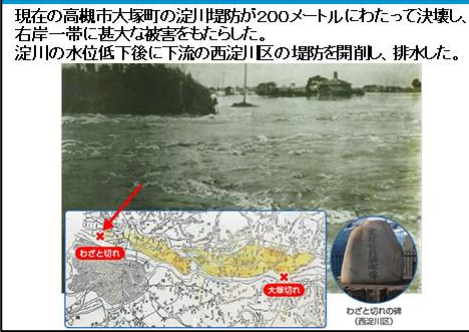 現在の高槻市大塚町の淀川堤防が200メートルにわたって決壊し、
右岸一帯に甚大な被害をもたらした。
淀川の水位低下後に下流の西淀川区の堤防を開削し、排水した。
わざと切れ
大塚切れ
わざと切れの碑
(西淀川区)